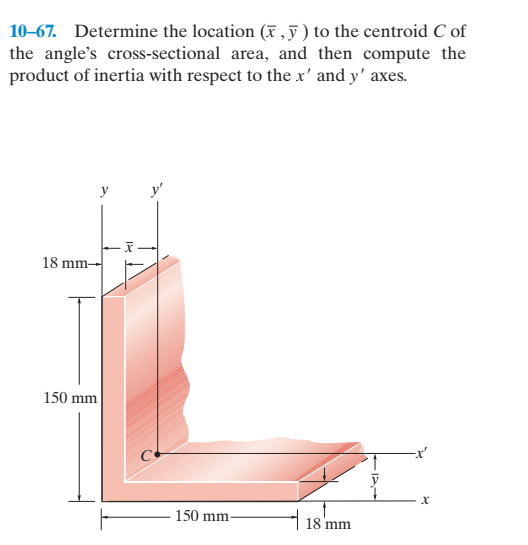 10–67. Determine the location (x̄ , ȳ ) to the centroid C of
the angle's cross-sectional area, and then compute the
product of inertia with respect to the x′ and y′ axes.
y
y′
x̄
18 mm
150 mm
C
x′
ȳ
x
150 mm
18 mm